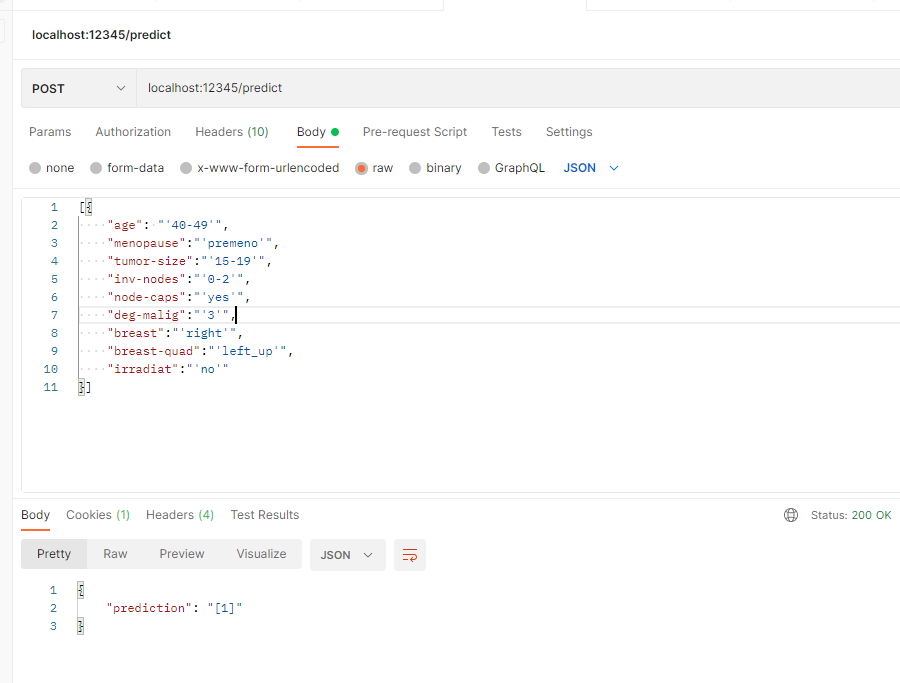 localhost:12345/predict
POST localhost:12345/predict
Params Authorization Headers (10) Body Pre-request Script Tests Settings
none form-data x-www-form-urlencoded raw binary GraphQL JSON
1 [{
2 ····"age": "'40-49'",
3 ····"menopause":"'premeno'",
4 ····"tumor-size":"'15-19'",
5 ····"inv-nodes":"'0-2'",
6 ····"node-caps":"'yes'",
7 ····"deg-malig":"'3'",
8 ····"breast":"'right'",
9 ····"breast-quad":"'left_up'",
10 ····"irradiat":"'no'"
11 }]
Body Cookies (1) Headers (4) Test Results Status: 200 OK
Pretty Raw Preview Visualize JSON
1 {
2 "prediction": "[1]"
3 }